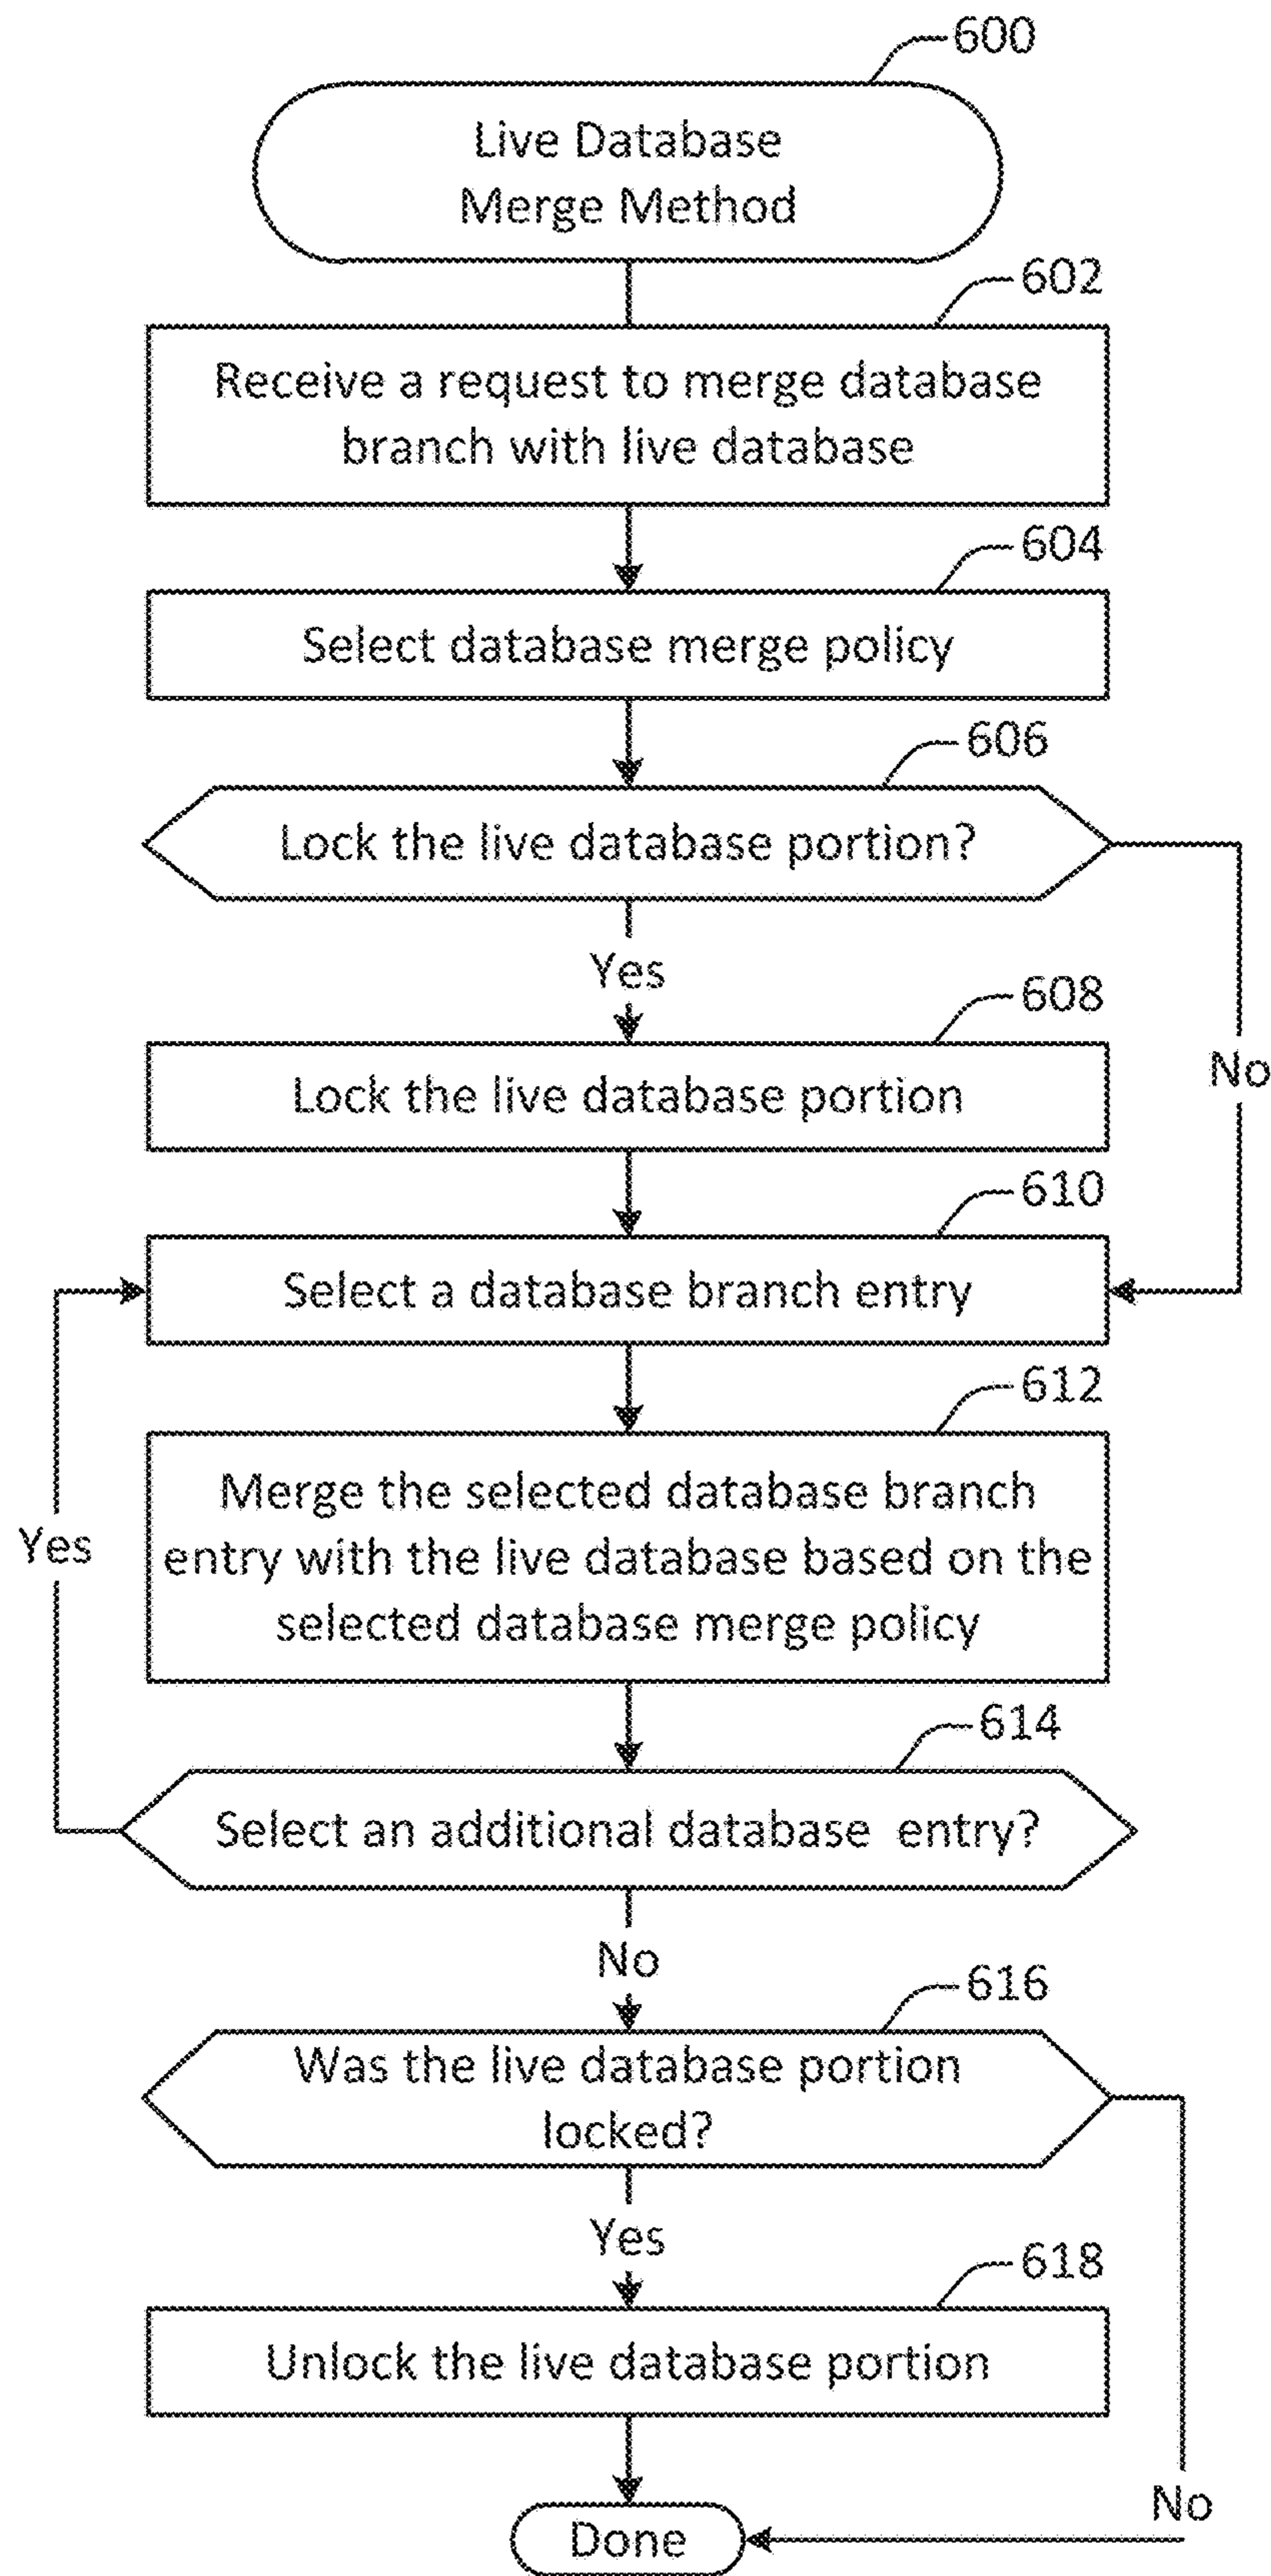 600
Live Database
Merge Method
602
Receive a request to merge database
branch with live database
604
Select database merge policy
606
Lock the live database portion?
Yes
No
608
Lock the live database portion
610
Select a database branch entry
612
Merge the selected database branch
entry with the live database based on the
selected database merge policy
Yes
614
Select an additional database entry?
No
616
Was the live database portion
locked?
Yes
618
Unlock the live database portion
No
Done